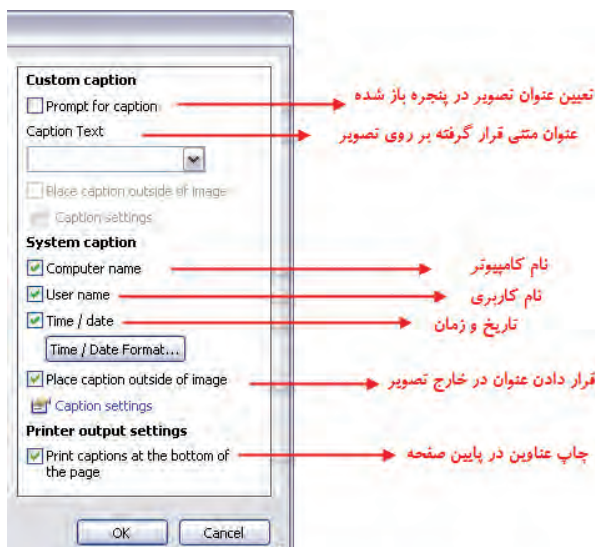 Custom caption
Prompt for caption
تعیین عنوان تصویر در پنجره باز شده
Caption Text
عنوان متنی قرار گرفته بر روی تصویر
Place caption outside of image
Caption settings
System caption
Computer name
نام کامپیوتر
User name
نام کاربری
Time / date
تاریخ و زمان
Time / Date Format...
Place caption outside of image
قرار دادن عنوان در خارج تصویر
Caption settings
Printer output settings
Print captions at the bottom of
the page
چاپ عناوین در پایین صفحه
OK
Cancel